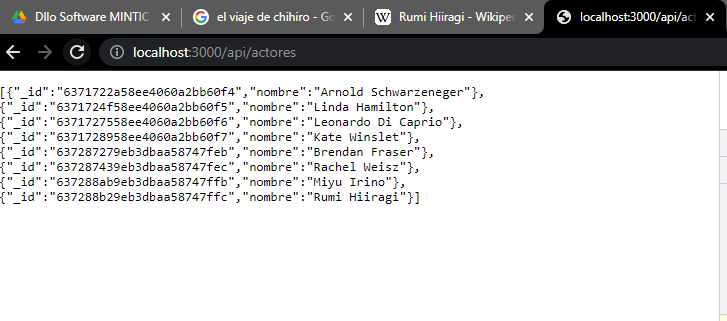 Dllo Software MINTIC
el viaje de chihiro - Go
Rumi Hiiragi - Wikiped
localhost:3000/api/actor
localhost:3000/api/actores
[{"_id":"6371722a58ee4060a2bb60f4","nombre":"Arnold Schwarzeneger"},
{"_id":"6371724f58ee4060a2bb60f5","nombre":"Linda Hamilton"},
{"_id":"6371727558ee4060a2bb60f6","nombre":"Leonardo Di Caprio"},
{"_id":"6371728958ee4060a2bb60f7","nombre":"Kate Winslet"},
{"_id":"637287279eb3dbaa58747feb","nombre":"Brendan Fraser"},
{"_id":"637287439eb3dbaa58747fec","nombre":"Rachel Weisz"},
{"_id":"637288ab9eb3dbaa58747ffb","nombre":"Miyu Irino"},
{"_id":"637288b29eb3dbaa58747ffc","nombre":"Rumi Hiiragi"}]